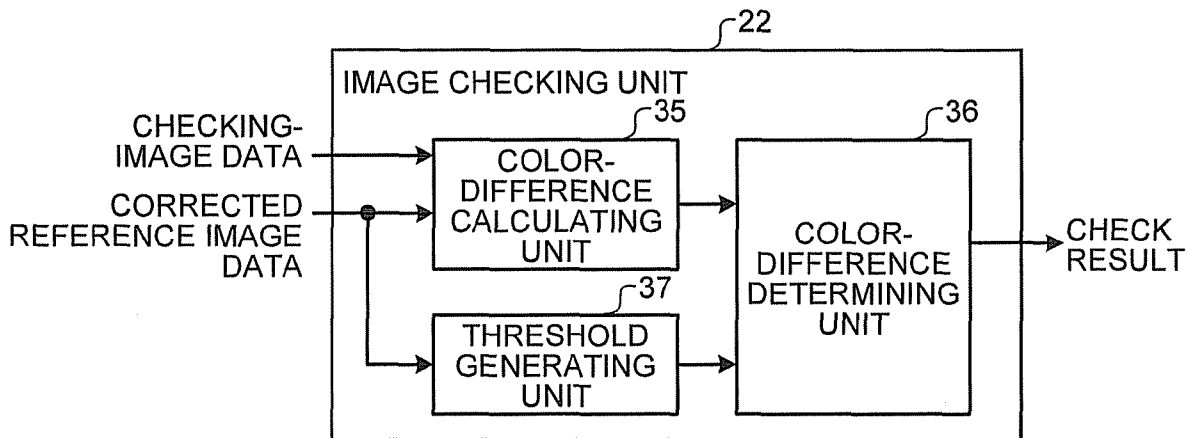 22
IMAGE CHECKING UNIT
CHECKING-
IMAGE DATA
CORRECTED
REFERENCE IMAGE
DATA
35
COLOR-
DIFFERENCE
CALCULATING
UNIT
37
THRESHOLD
GENERATING
UNIT
36
COLOR-
DIFFERENCE
DETERMINING
UNIT
CHECK
RESULT